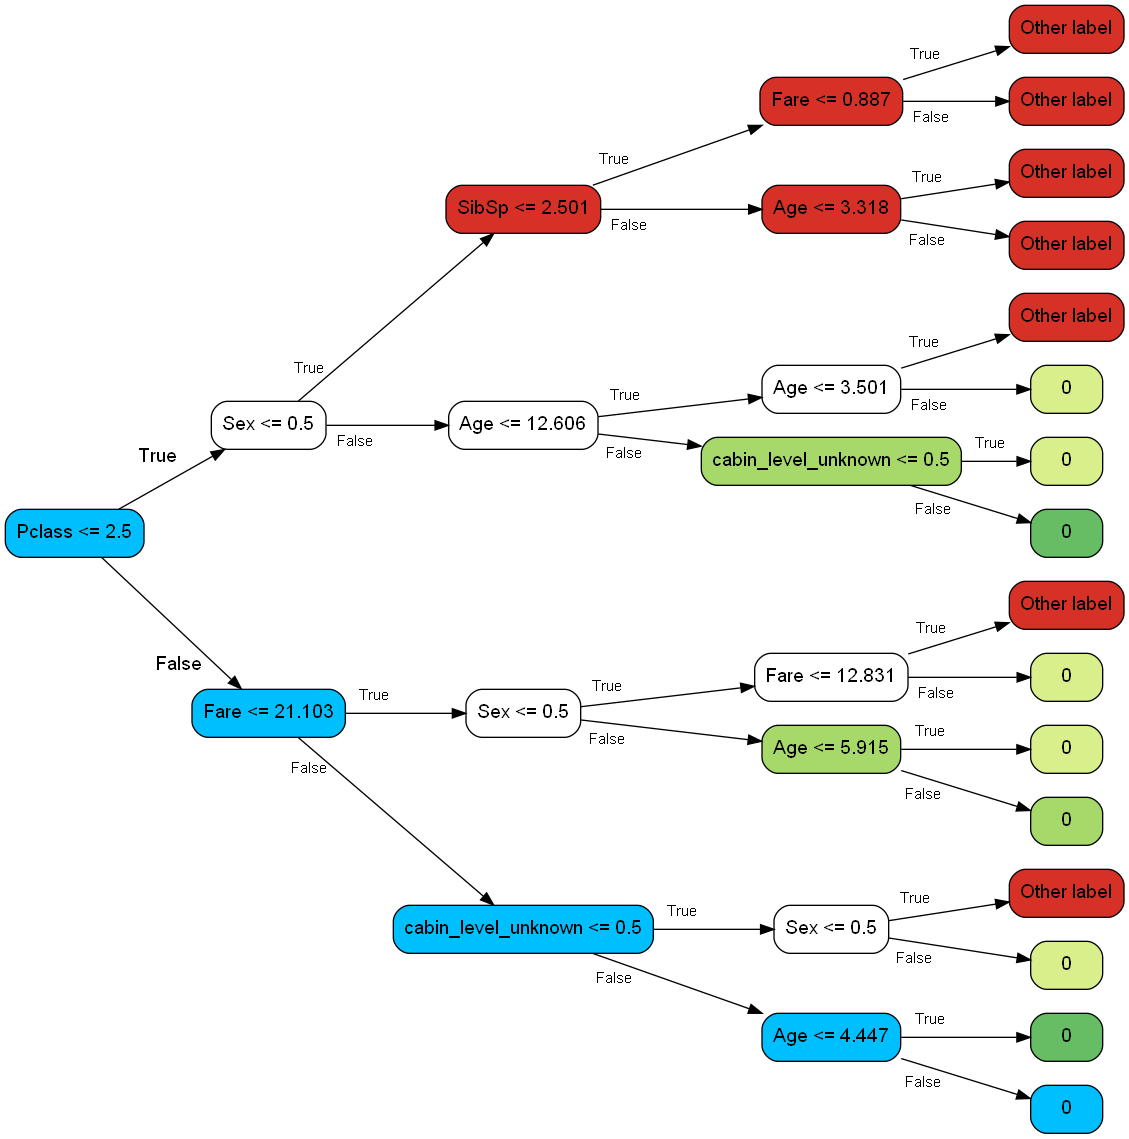 Other label
True
Fare <= 0.887
False
Other label
True
Other label
True
SibSp <= 2.501
False
Age <= 3.318
False
Other label
Other label
True
True
Age <= 3.501
True
False
0
Sex <= 0.5
False
Age <= 12.606
False
cabin_level_unknown <= 0.5
True
0
True
False
0
Pclass <= 2.5
Other label
True
False
Sex <= 0.5
True
Fare <= 12.831
False
0
Fare <= 21.103
True
False
Age <= 5.915
True
0
False
False
0
Other label
True
cabin_level_unknown <= 0.5
True
Sex <= 0.5
False
0
False
Age <= 4.447
True
0
False
0